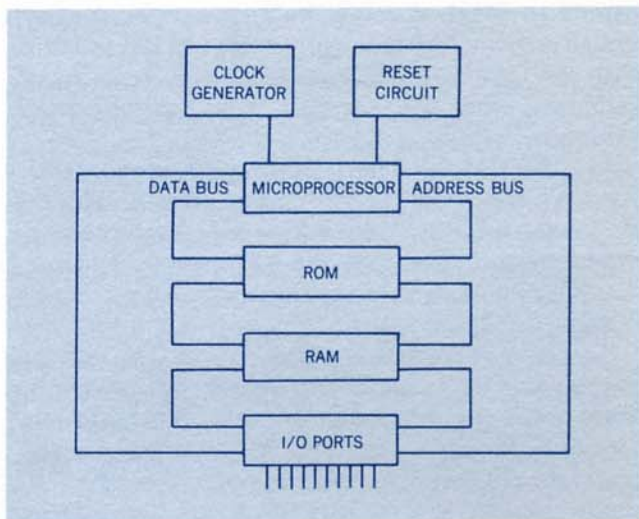 CLOCK
GENERATOR
RESET
CIRCUIT
DATA BUS
MICROPROCESSOR
ADDRESS BUS
ROM
RAM
I/O PORTS